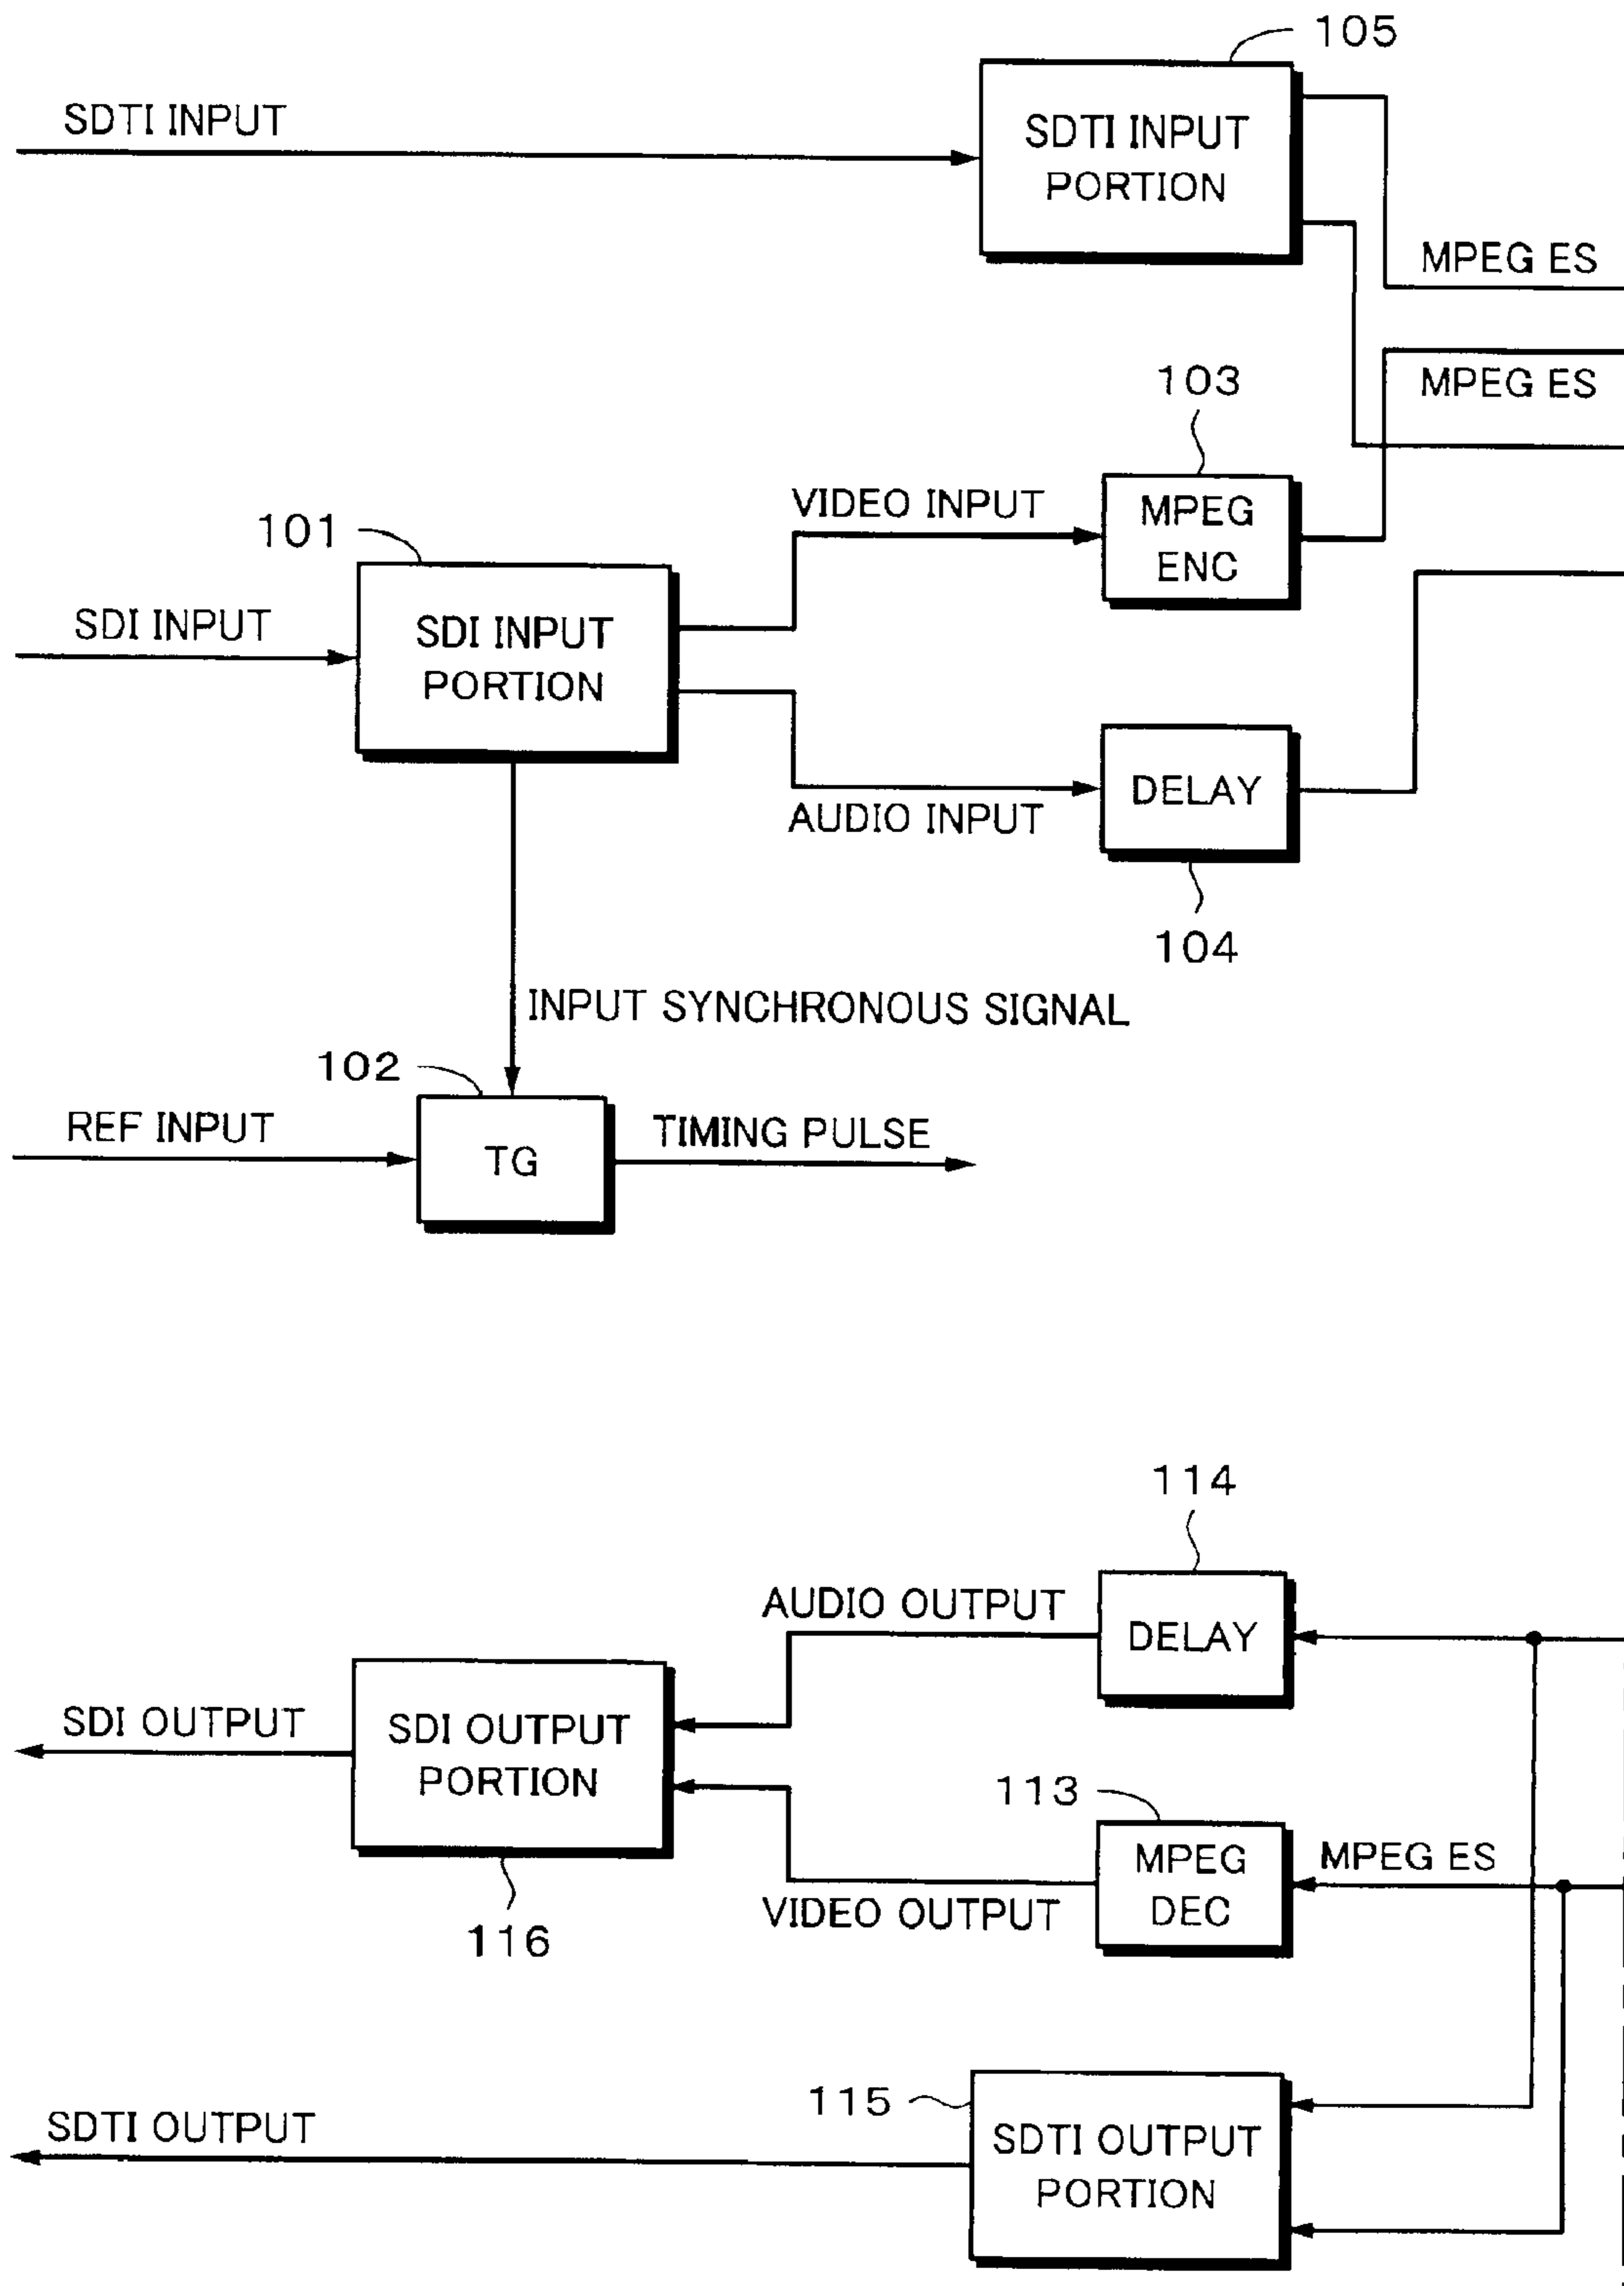 105
SDTI INPUT
SDTI INPUT
PORTION
MPEG ES
103
MPEG ES
VIDEO INPUT
MPEG
ENC
101
SDI INPUT
SDI INPUT
PORTION
DELAY
AUDIO INPUT
104
INPUT SYNCHRONOUS SIGNAL
102
REF INPUT
TG
TIMING PULSE
114
AUDIO OUTPUT
DELAY
SDI OUTPUT
SDI OUTPUT
PORTION
113
MPEG
DEC
MPEG ES
VIDEO OUTPUT
116
115
SDTI OUTPUT
SDTI OUTPUT
PORTION